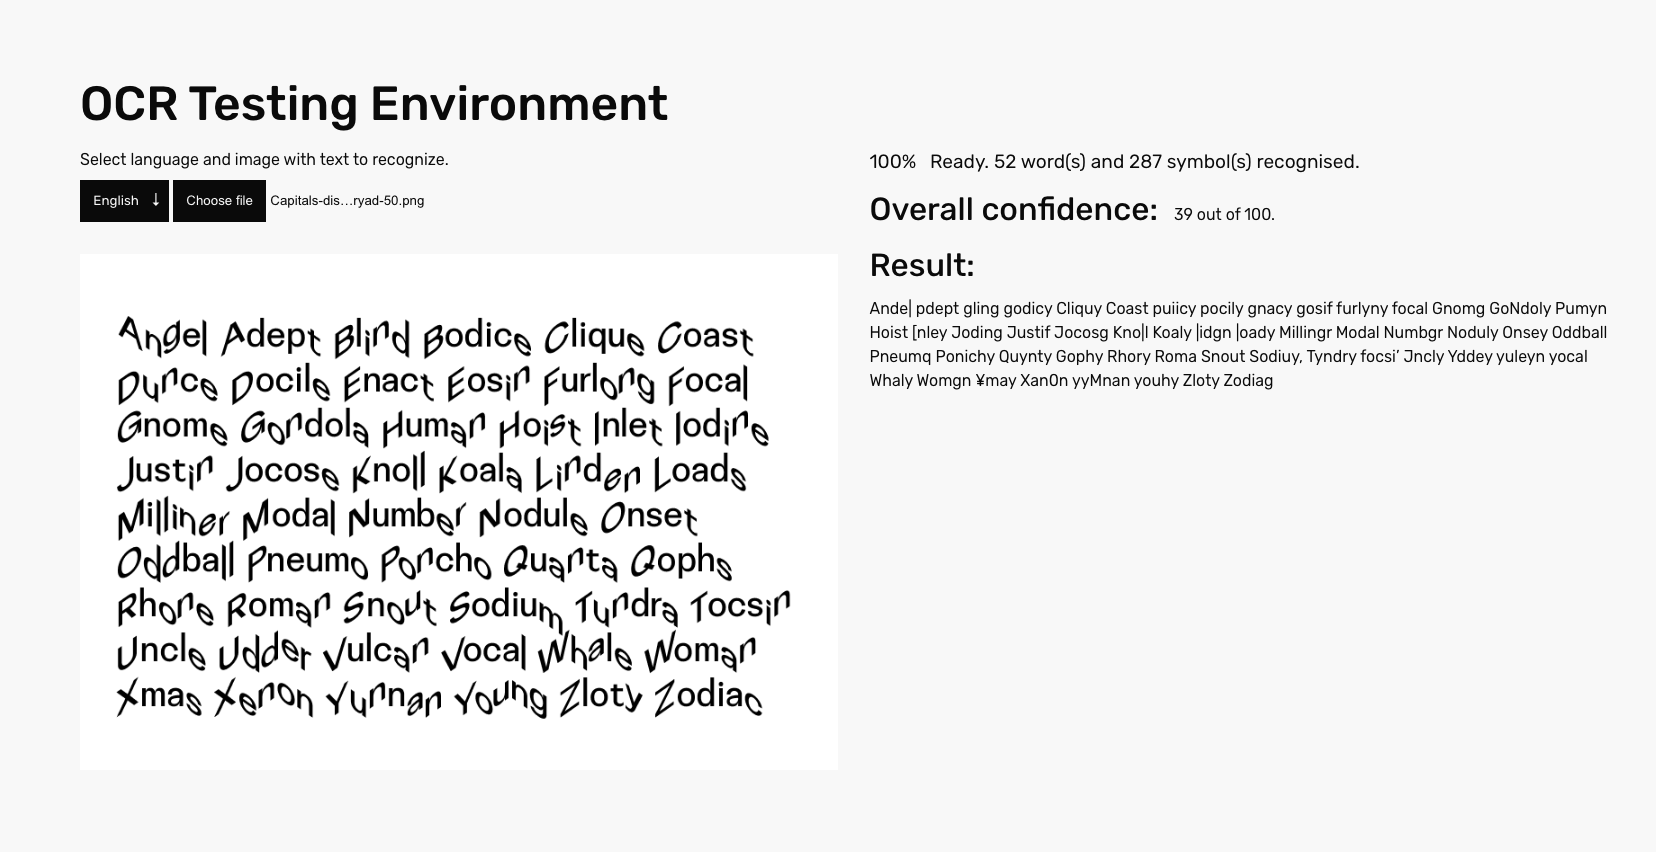 OCR Testing Environment
Select language and image with text to recognize.
English ↓ Choose file Capitals-dis...ryad-50.png
Angel Adept Blind Bodice Clique Coast
Dunce Docile Enact Eosin Furlong Focal
Gnome Gondola Human Hoist Inlet Iodine
Justin Jocose Knoll Koala Linden Loads
Milliner Modal Number Nodule Onset
Oddball Pneumo Poncho Quanta Qophs
Rhone Roman Snout Sodium Tundra Tocsin
Uncle Udder Vulcan Vocal Whale Woman
Xmas Xenon Yunnan Young Zloty Zodiac
100% Ready. 52 word(s) and 287 symbol(s) recognised.
Overall confidence: 39 out of 100.
Result:
Ande| pdept gling godicy Cliquy Coast puiicy pocily gnacy gosif furlyny focal Gnomg GoNdoly Pumyn
Hoist [nley Joding Justif Jocosg Kno|l Koaly |idgn |oady Millingr Modal Numbgr Noduly Onsey Oddball
Pneumq Ponichy Quynty Gophy Rhory Roma Snout Sodiuy, Tyndry focsi’ Jncly Yddey yuleyn yocal
Whaly Womgn ¥may Xan0n yyMnan youhy Zloty Zodiag